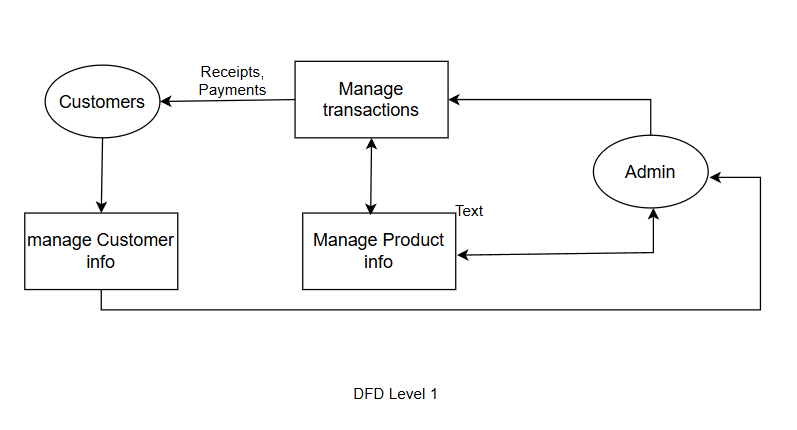 Receipts,
Payments
Customers
Manage
transactions
Admin
manage Customer
info
Manage Product
info
Text
DFD Level 1